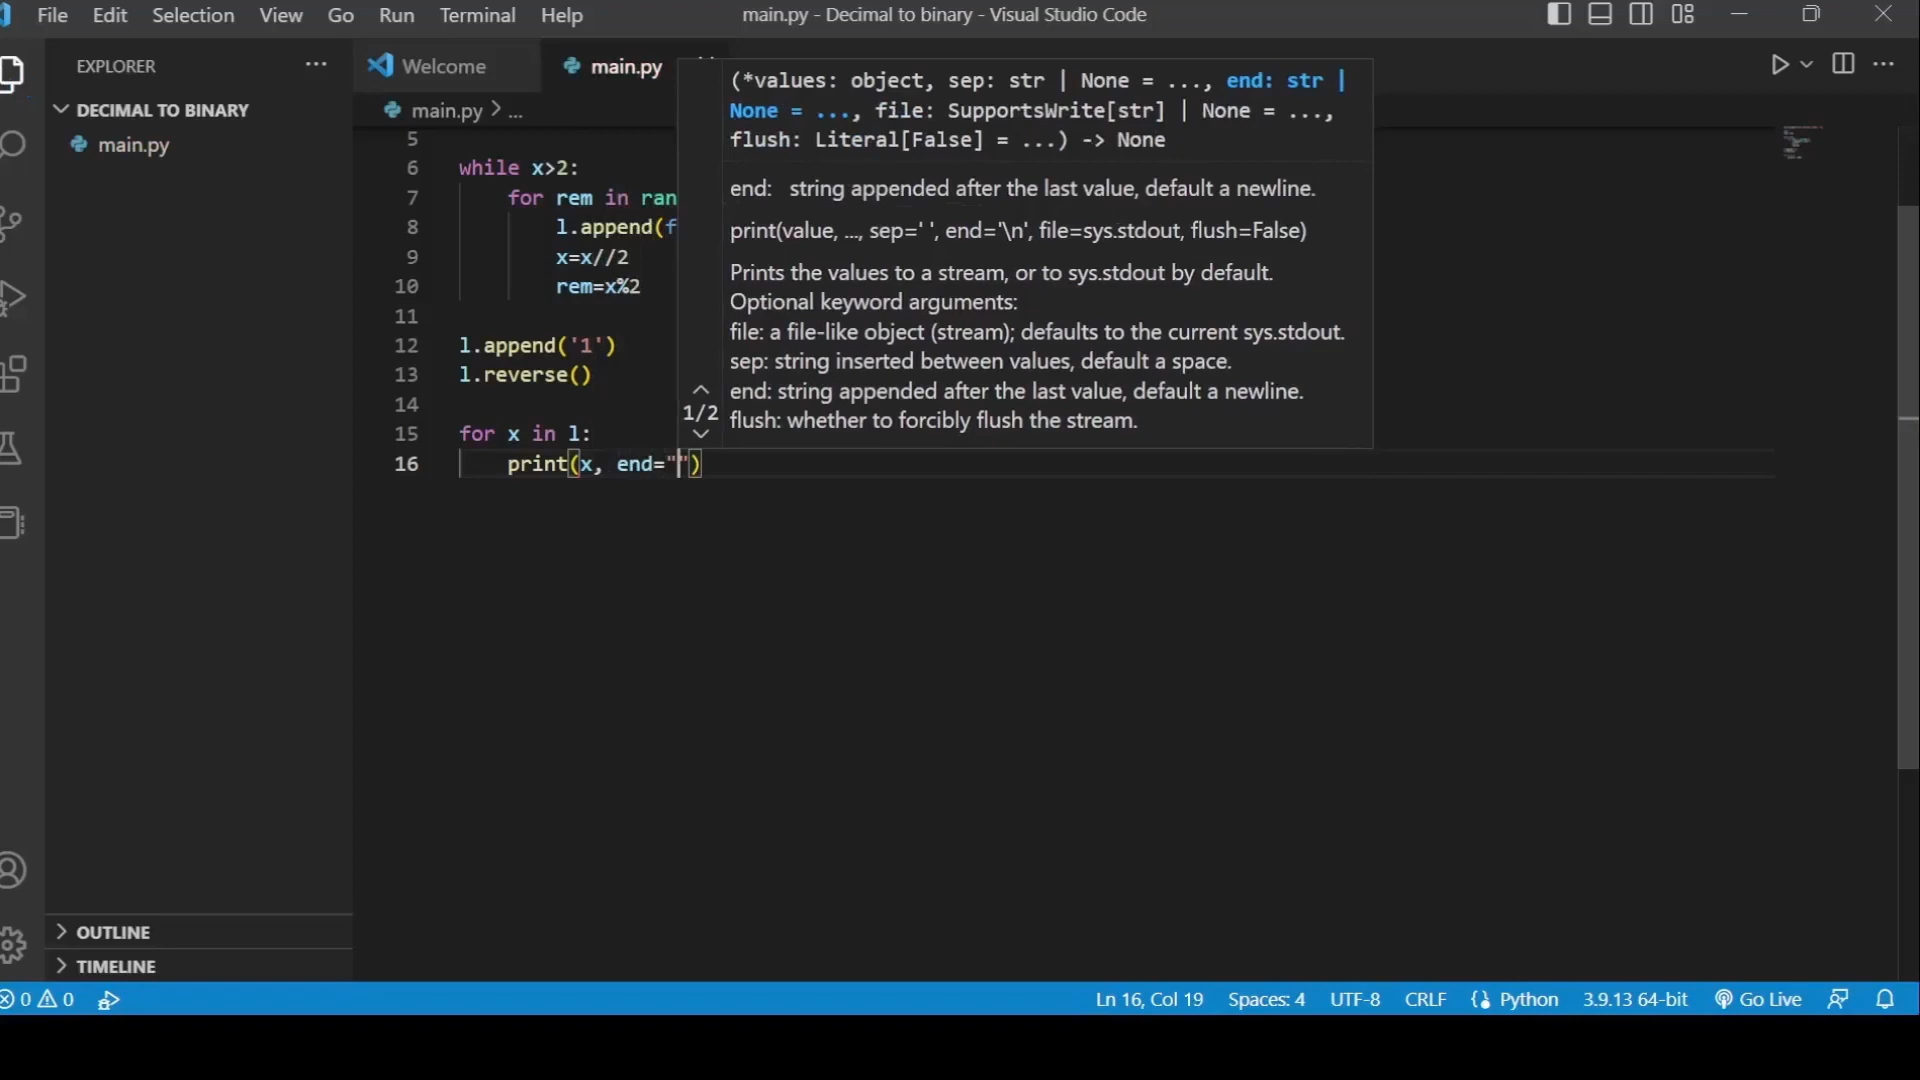 File Edit Selection View Go Run Terminal Help
main.py - Decimal to binary - Visual Studio Code
EXPLORER
DECIMAL TO BINARY
main.py
OUTLINE
TIMELINE
Welcome
main.py
main.py > ...
5
6 while x>2:
7 for rem in ran
8 l.append(f
9 x=x//2
10 rem=x%2
11
12 l.append('1')
13 l.reverse()
14
15 for x in l:
16 print(x, end="")
(*values: object, sep: str | None = ..., end: str |
None = ..., file: SupportsWrite[str] | None = ...,
flush: Literal[False] = ...) -> None
end: string appended after the last value, default a newline.
print(value, ..., sep=' ', end='\n', file=sys.stdout, flush=False)
Prints the values to a stream, or to sys.stdout by default.
Optional keyword arguments:
file: a file-like object (stream); defaults to the current sys.stdout.
sep: string inserted between values, default a space.
end: string appended after the last value, default a newline.
flush: whether to forcibly flush the stream.
1/2
0 0
Ln 16, Col 19 Spaces: 4 UTF-8 CRLF Python 3.9.13 64-bit Go Live